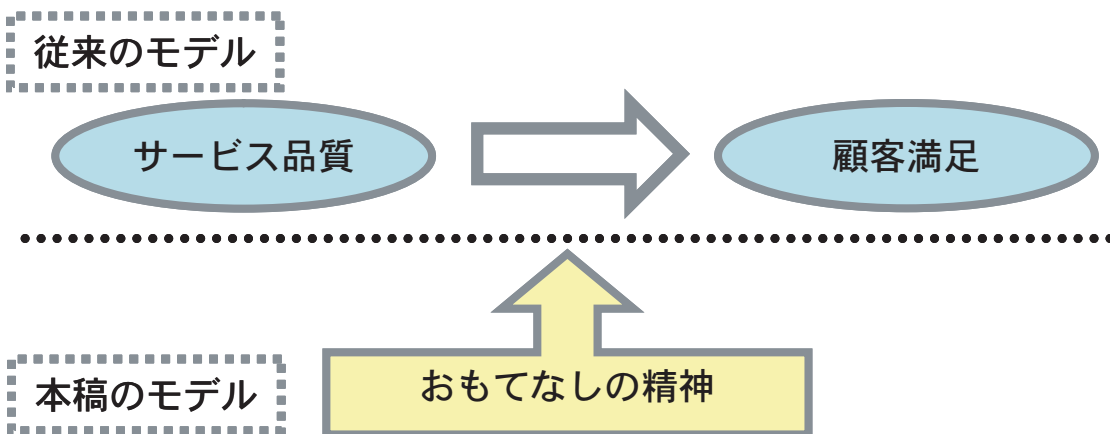 従来のモデル
サービス品質
顧客満足
おもてなしの精神
本稿のモデル